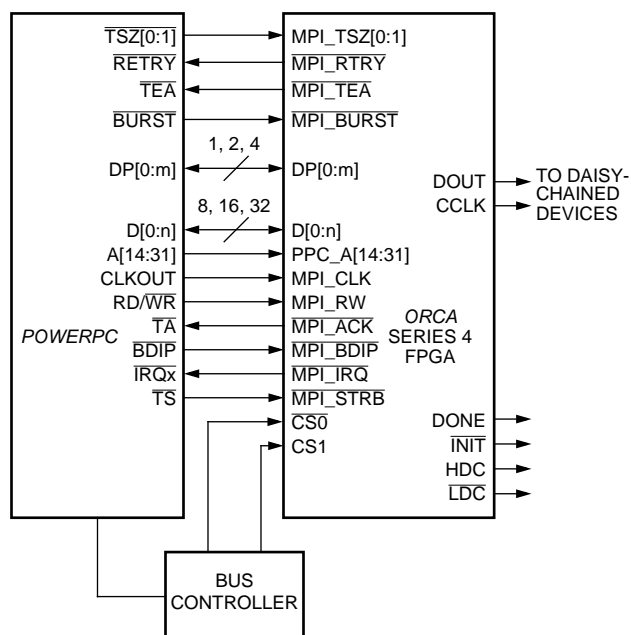 TSZ[0:1] MPI_TSZ[0:1]
RETRY MPI_RTRY
TEA MPI_TEA
BURST MPI_BURST
1, 2, 4
DP[0:m] DP[0:m]
DOUT TO DAISY-
CCLK CHAINED
DEVICES
8, 16, 32
D[0:n] D[0:n]
A[14:31] PPC_A[14:31]
CLKOUT MPI_CLK
RD/WR MPI_RW
POWERPC TA MPI_ACK ORCA
SERIES 4
FPGA
BDIP MPI_BDIP
IRQx MPI_IRQ
TS MPI_STRB
CS0
CS1
DONE
INIT
HDC
LDC
BUS
CONTROLLER